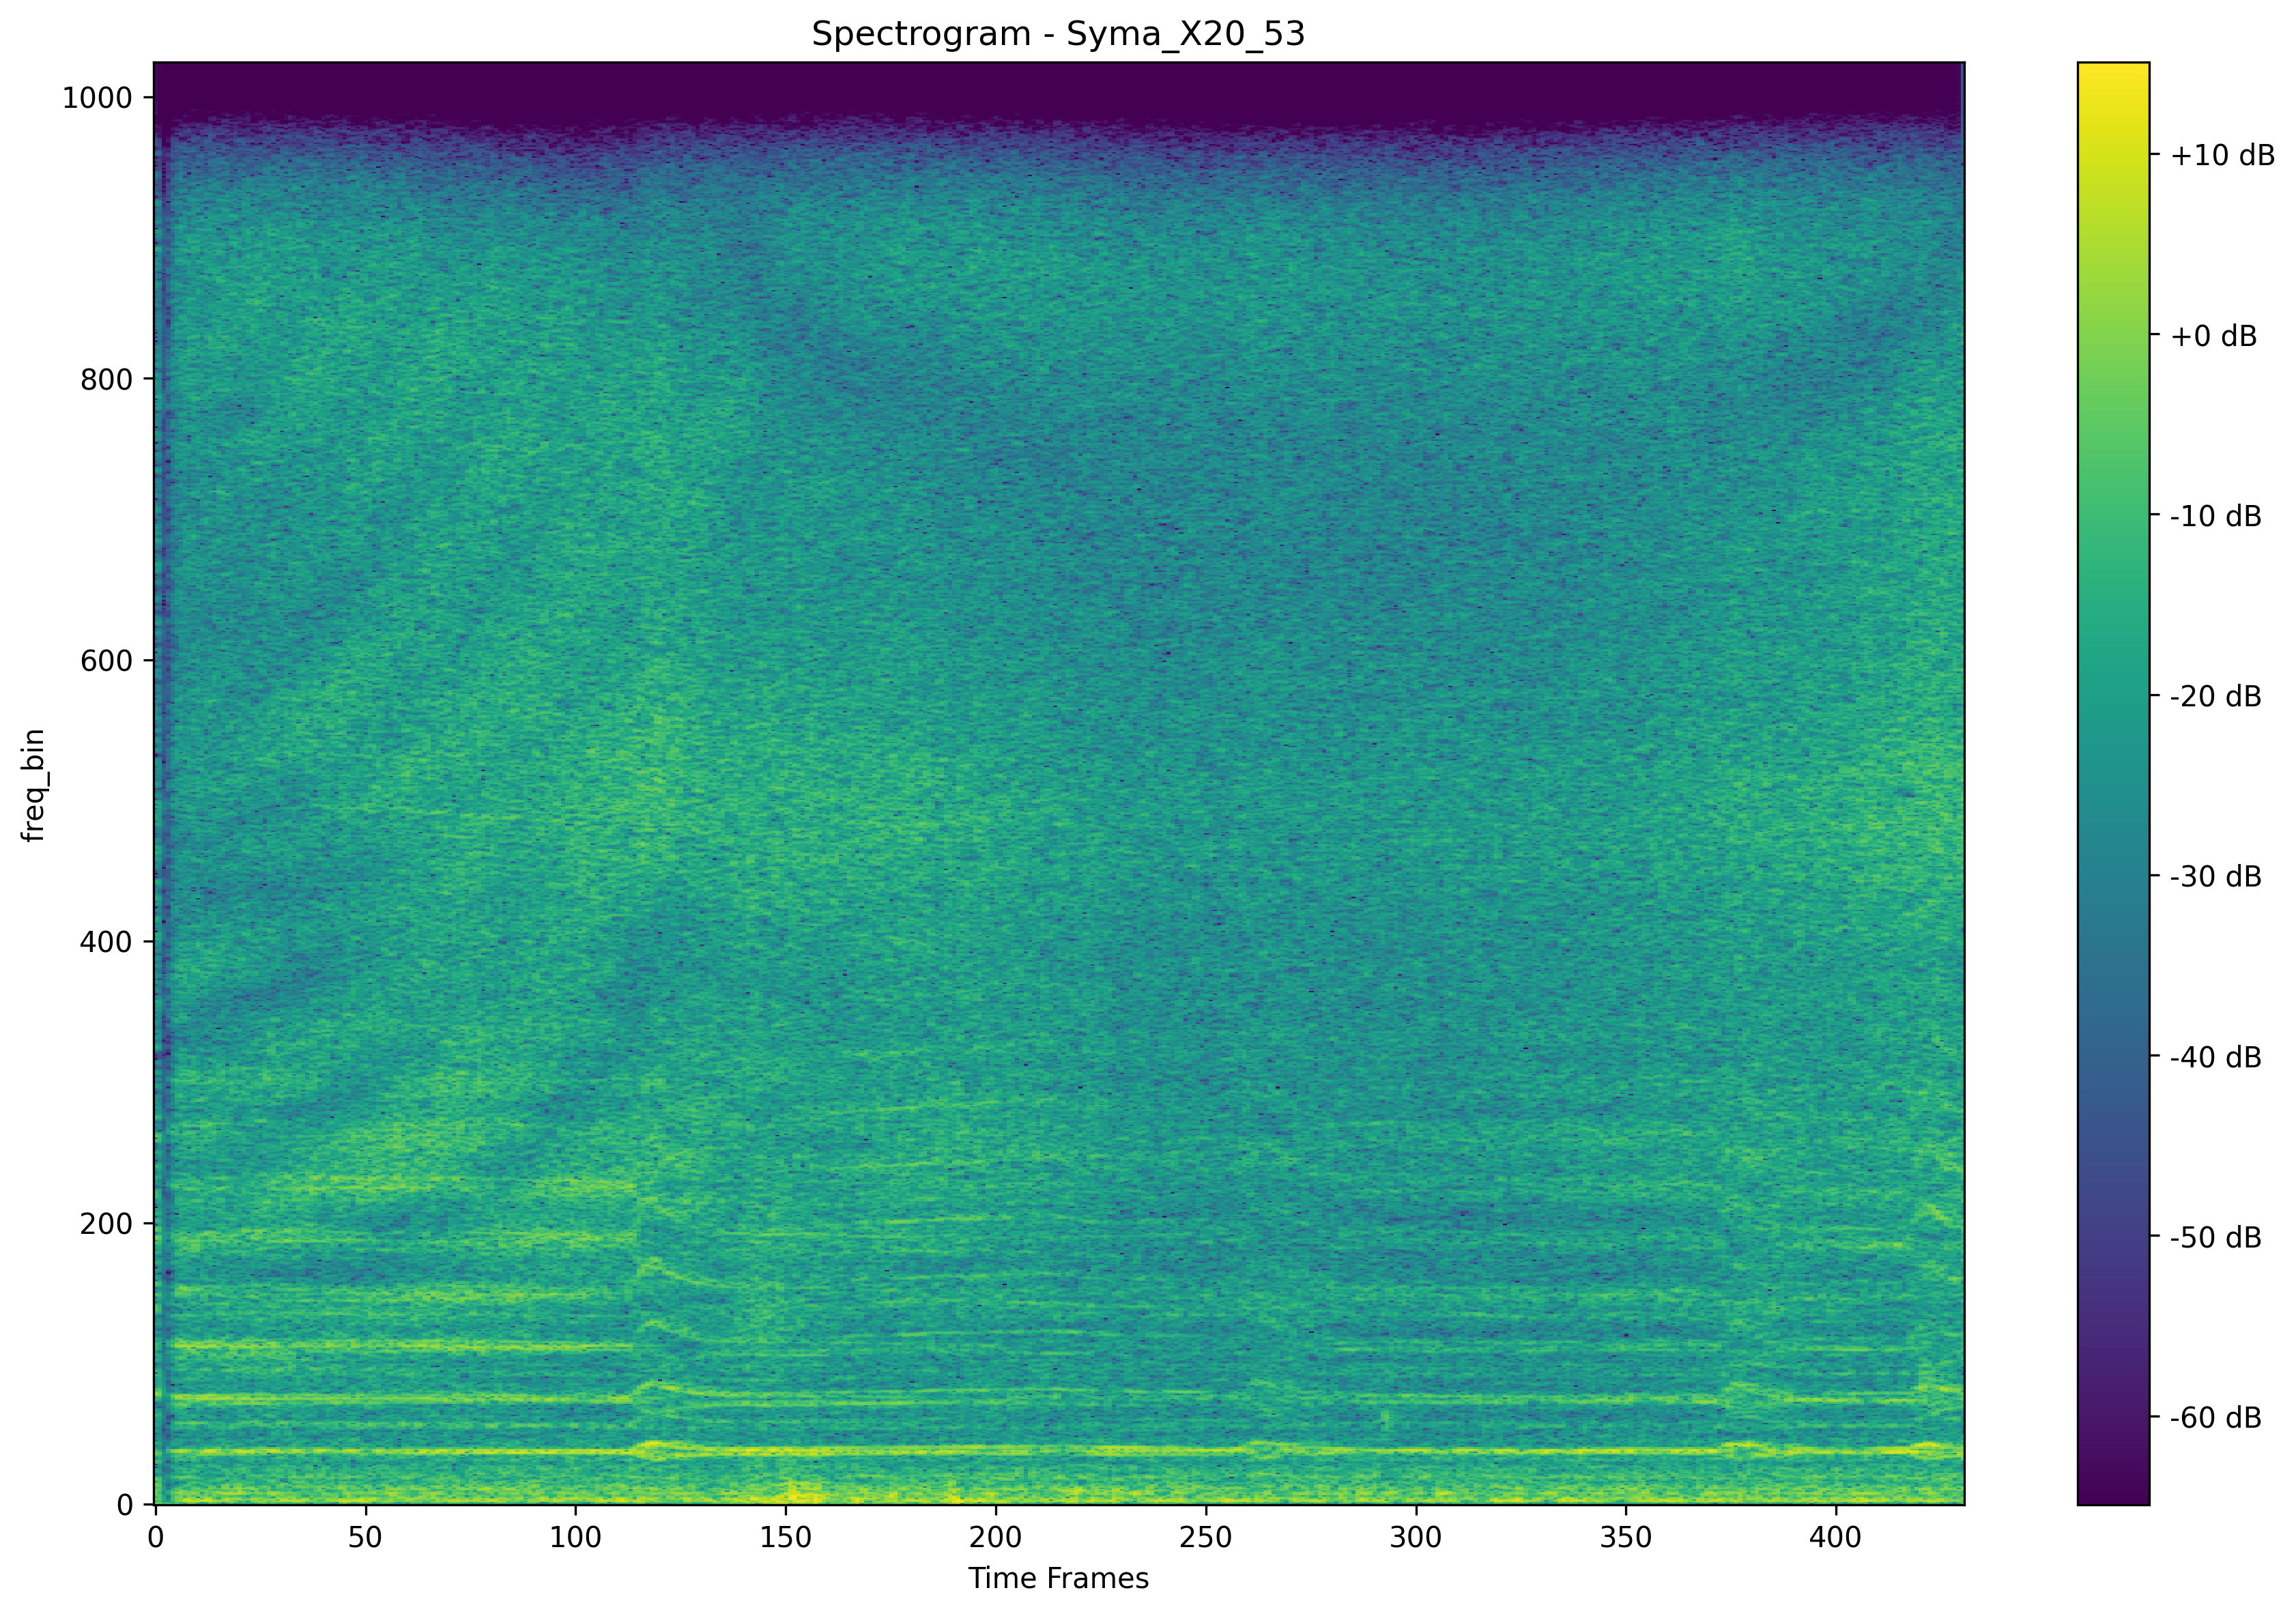 Spectrogram - Syma_X20_53
1000
800
600
400
200
0
freq_bin
0 50 100 150 200 250 300 350 400
Time Frames
+10 dB
+0 dB
-10 dB
-20 dB
-30 dB
-40 dB
-50 dB
-60 dB